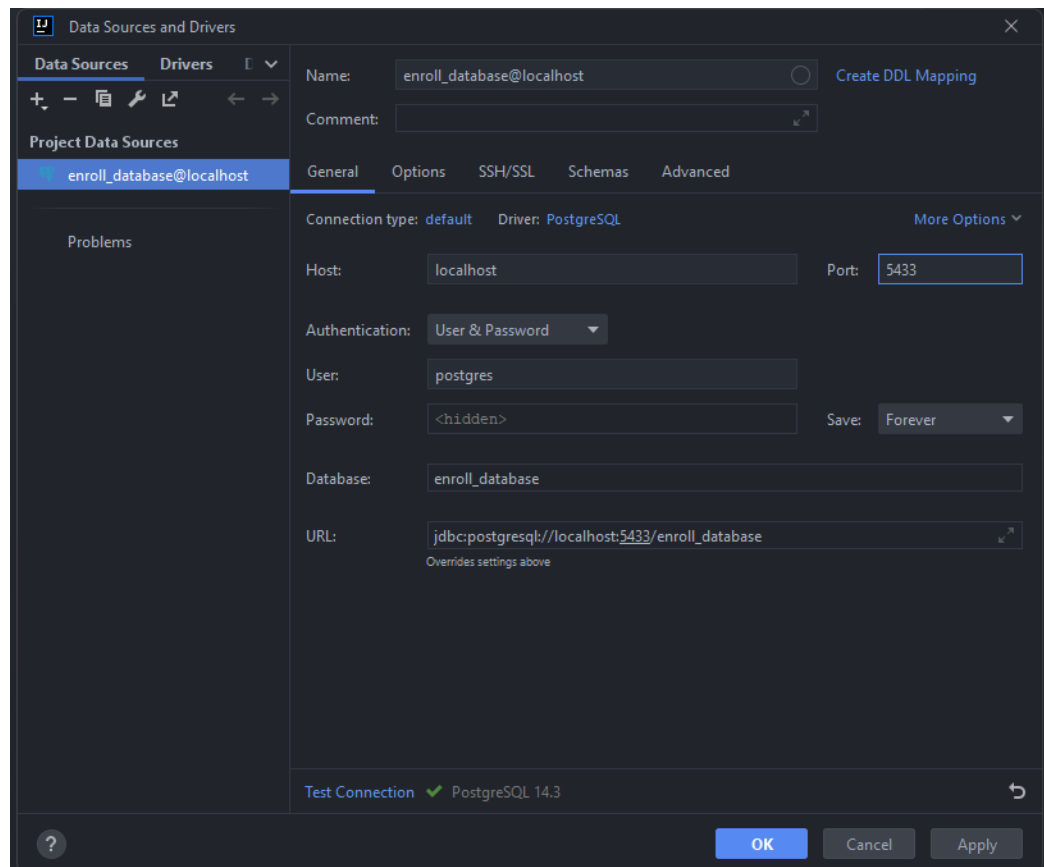 IJ Data Sources and Drivers
Data Sources Drivers
Project Data Sources
enroll_database@localhost
Problems
Name: enroll_database@localhost Create DDL Mapping
Comment:
General Options SSH/SSL Schemas Advanced
Connection type: default Driver: PostgreSQL More Options
Host: localhost Port: 5433
Authentication: User & Password
User: postgres
Password: <hidden> Save: Forever
Database: enroll_database
URL: jdbc:postgresql://localhost:5433/enroll_database
Overrides settings above
Test Connection PostgreSQL 14.3
? OK Cancel Apply